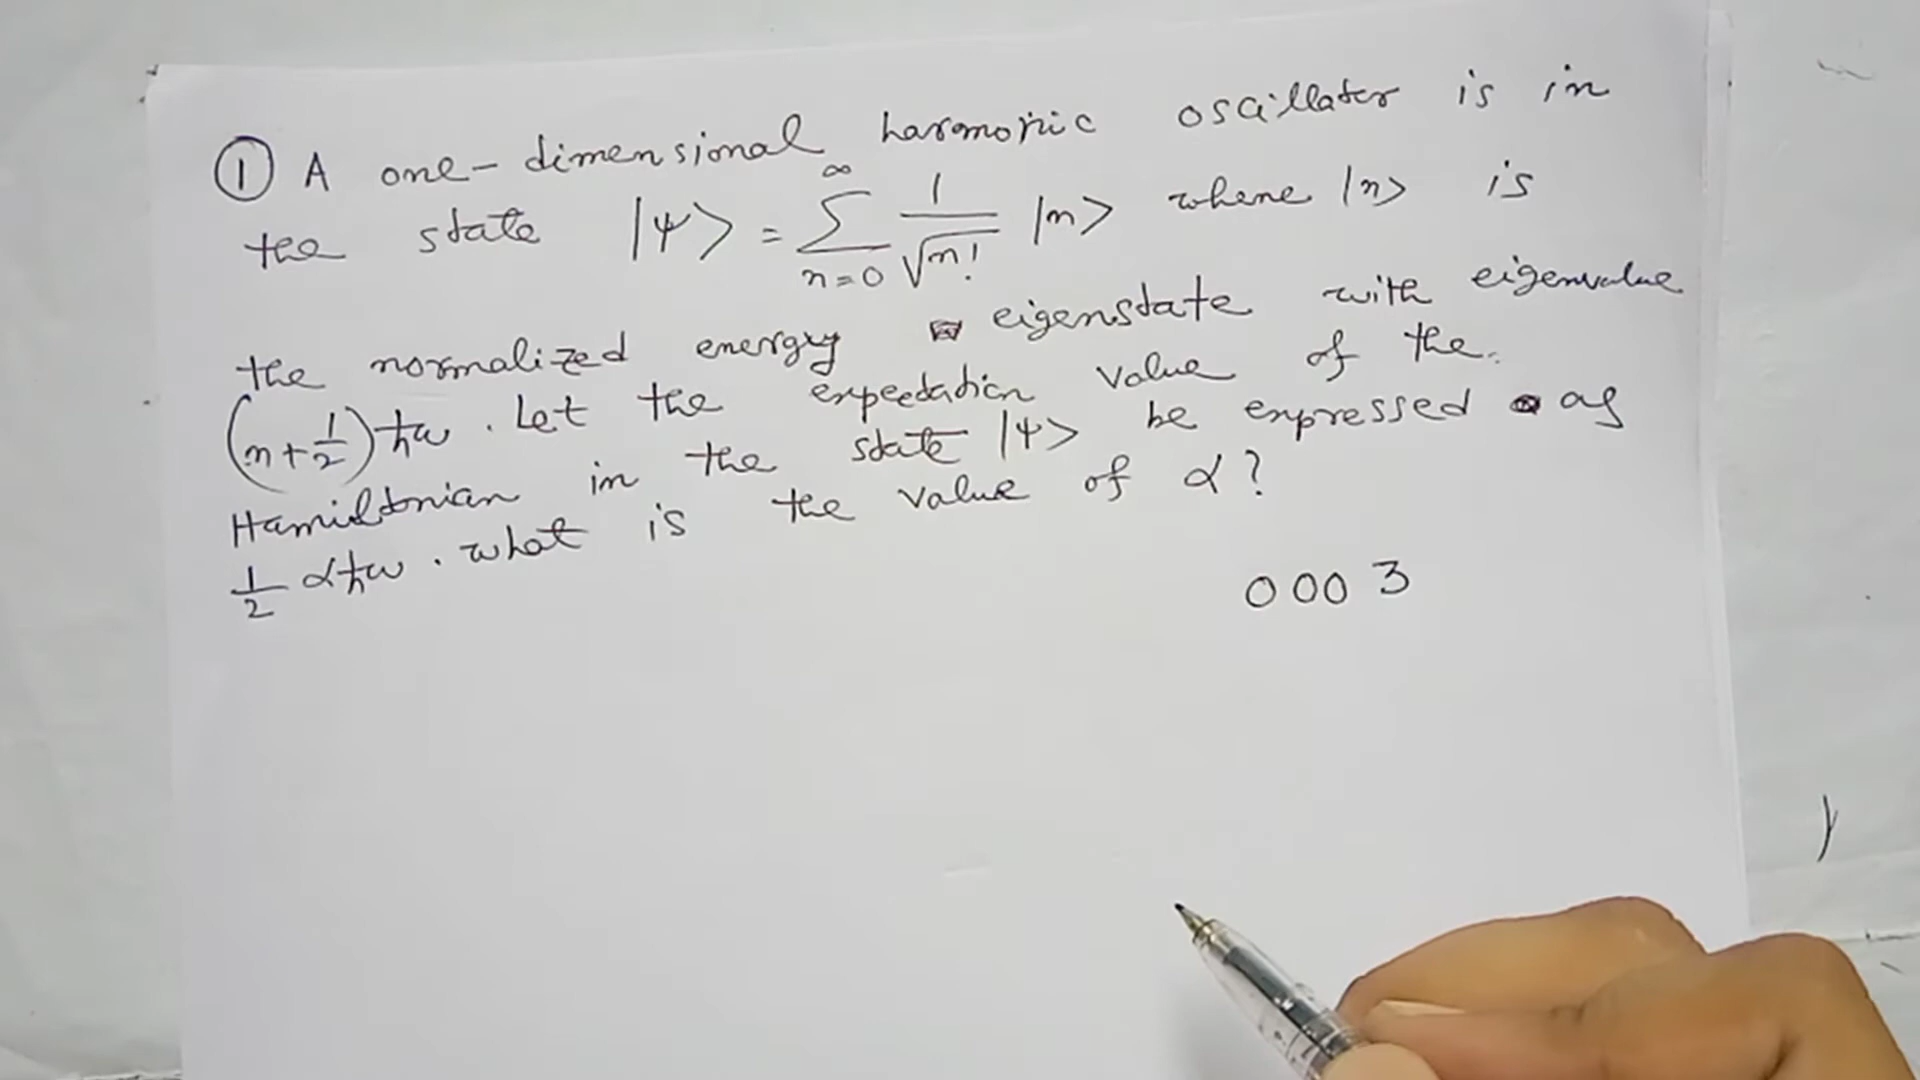 ① A one-dimensional harmonic oscillator is in
the state |ψ⟩ = ∑_{n=0}^{∞} 1/√n! |n⟩ where |n⟩ is
the normalized energy eigenstate with eigenvalue
(n+1/2)ħω. Let the expectation value of the
Hamiltonian in the state |ψ⟩ be expressed as
1/2 αħω. what is the value of α?
0003